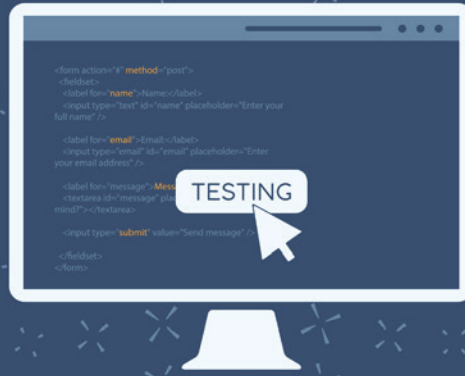 <form action="#" method="post">
<fieldset>
<label for="name">Name:</label>
<input type="text" id="name" placeholder="Enter your
full name" />
<label for="email">Email:</label>
<input type="email" id="email" placeholder="Enter
your email address" />
<label for="message">Mess
<textarea id="message" plac
mind?"></textarea>
TESTING
<input type="submit" value="Send message" />
</fieldset>
</form>